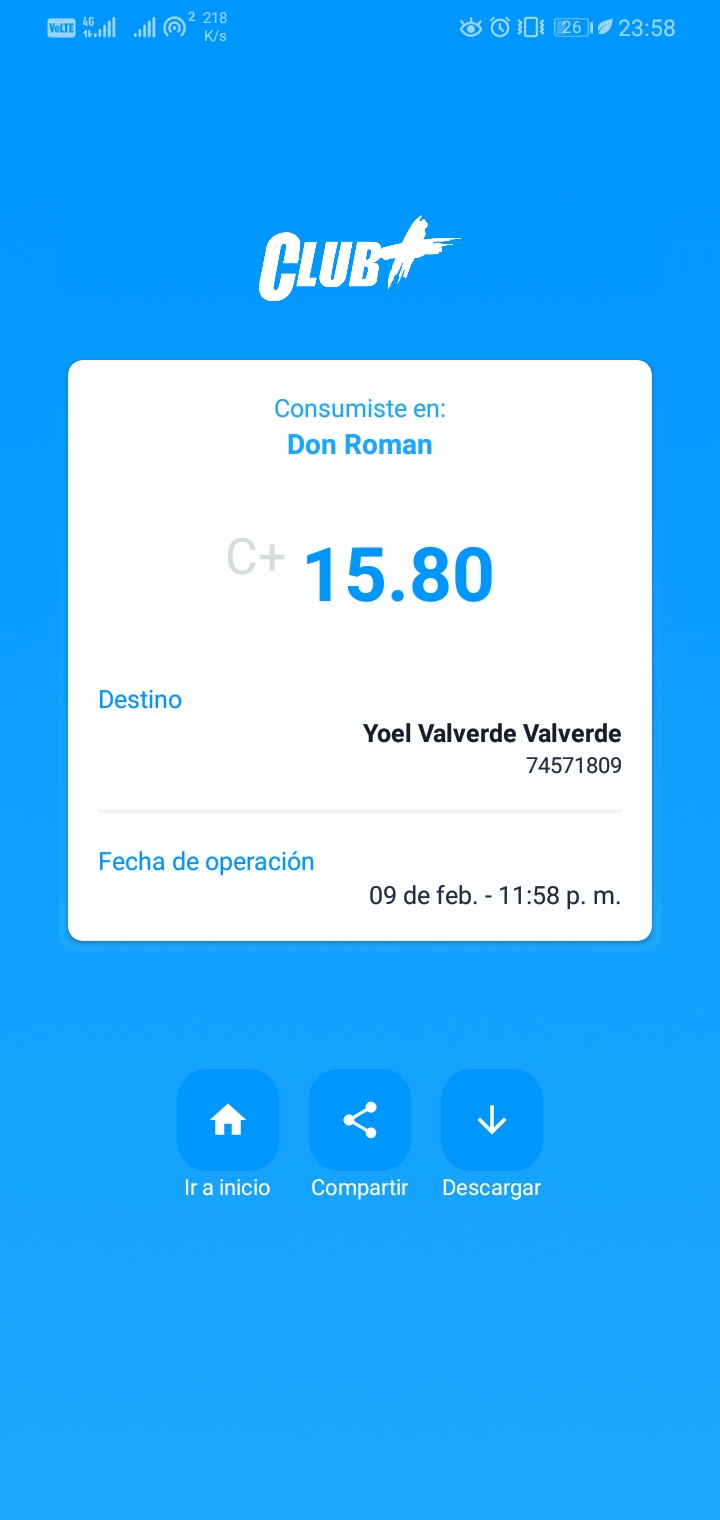 VoLTE 4G 2 218 K/s 26 23:58
CLUB+
Consumiste en:
Don Roman
C+ 15.80
Destino
Yoel Valverde Valverde
74571809
Fecha de operación
09 de feb. - 11:58 p. m.
Ir a inicio Compartir Descargar